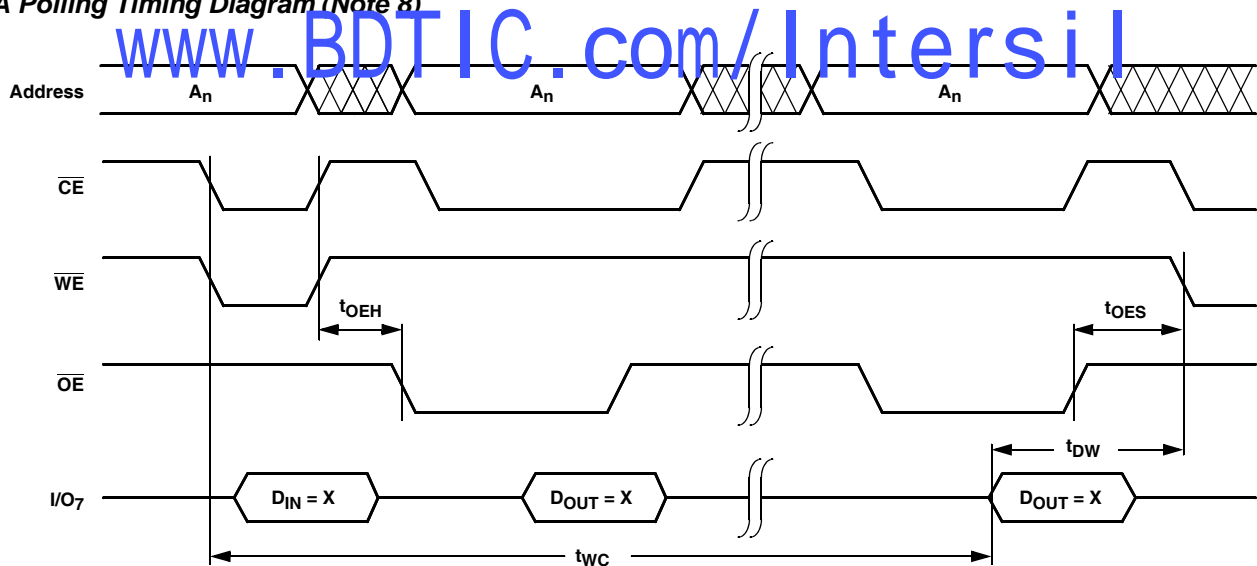 A Polling Timing Diagram (Note 8)
www.BDTIC.com/Intersil
Address An An An
CE
WE
tOEH tOES
OE
tDW
I/O7 DIN = X DOUT = X DOUT = X
tWC